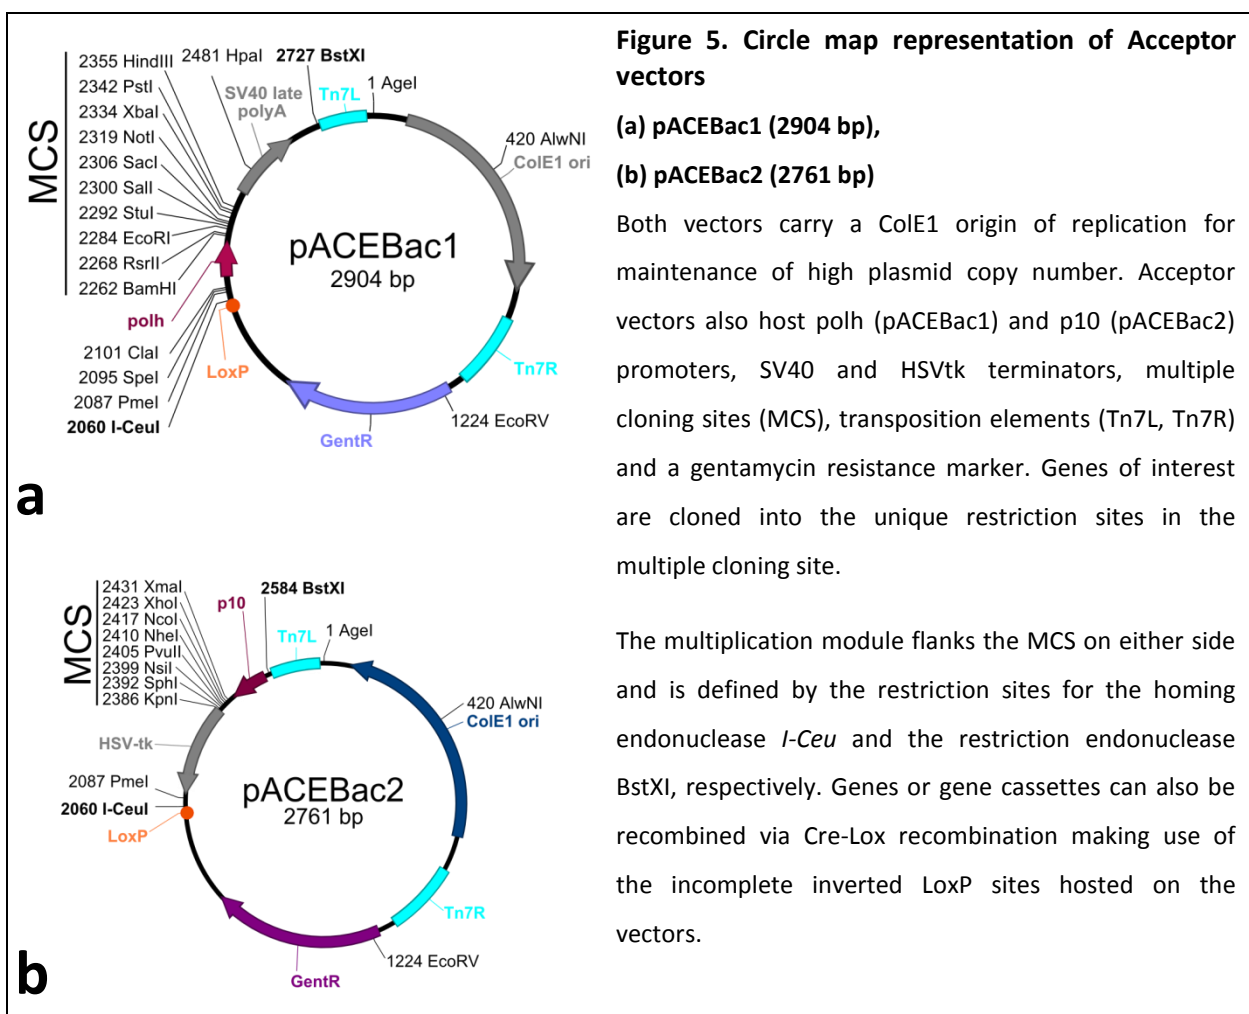 MCS
2355 HindIII
2342 PstI
2334 XbaI
2319 NotI
2306 SacI
2300 SalI
2292 StuI
2284 EcoRI
2268 RsrII
2262 BamHI
2481 HpaI
2727 BstXI
SV40 late
polyA
Tn7L
1 AgeI
420 AlwNI
ColE1 ori
pACEBac1
2904 bp
polh
2101 ClaI
2095 SpeI
2087 PmeI
2060 I-CeuI
LoxP
Tn7R
1224 EcoRV
GentR
a
MCS
2431 XmaI
2423 XhoI
2417 NcoI
2410 NheI
2405 PvuII
2399 NsiI
2392 SphI
2386 KpnI
p10
2584 BstXI
Tn7L
1 AgeI
420 AlwNI
ColE1 ori
HSV-tk
pACEBac2
2761 bp
2087 PmeI
2060 I-CeuI
LoxP
Tn7R
1224 EcoRV
GentR
b
Figure 5. Circle map representation of Acceptor
vectors
(a) pACEBac1 (2904 bp),
(b) pACEBac2 (2761 bp)
Both vectors carry a ColE1 origin of replication for
maintenance of high plasmid copy number. Acceptor
vectors also host polh (pACEBac1) and p10 (pACEBac2)
promoters, SV40 and HSVtk terminators, multiple
cloning sites (MCS), transposition elements (Tn7L, Tn7R)
and a gentamycin resistance marker. Genes of interest
are cloned into the unique restriction sites in the
multiple cloning site.
The multiplication module flanks the MCS on either side
and is defined by the restriction sites for the homing
endonuclease I-Ceu and the restriction endonuclease
BstXI, respectively. Genes or gene cassettes can also be
recombined via Cre-Lox recombination making use of
the incomplete inverted LoxP sites hosted on the
vectors.